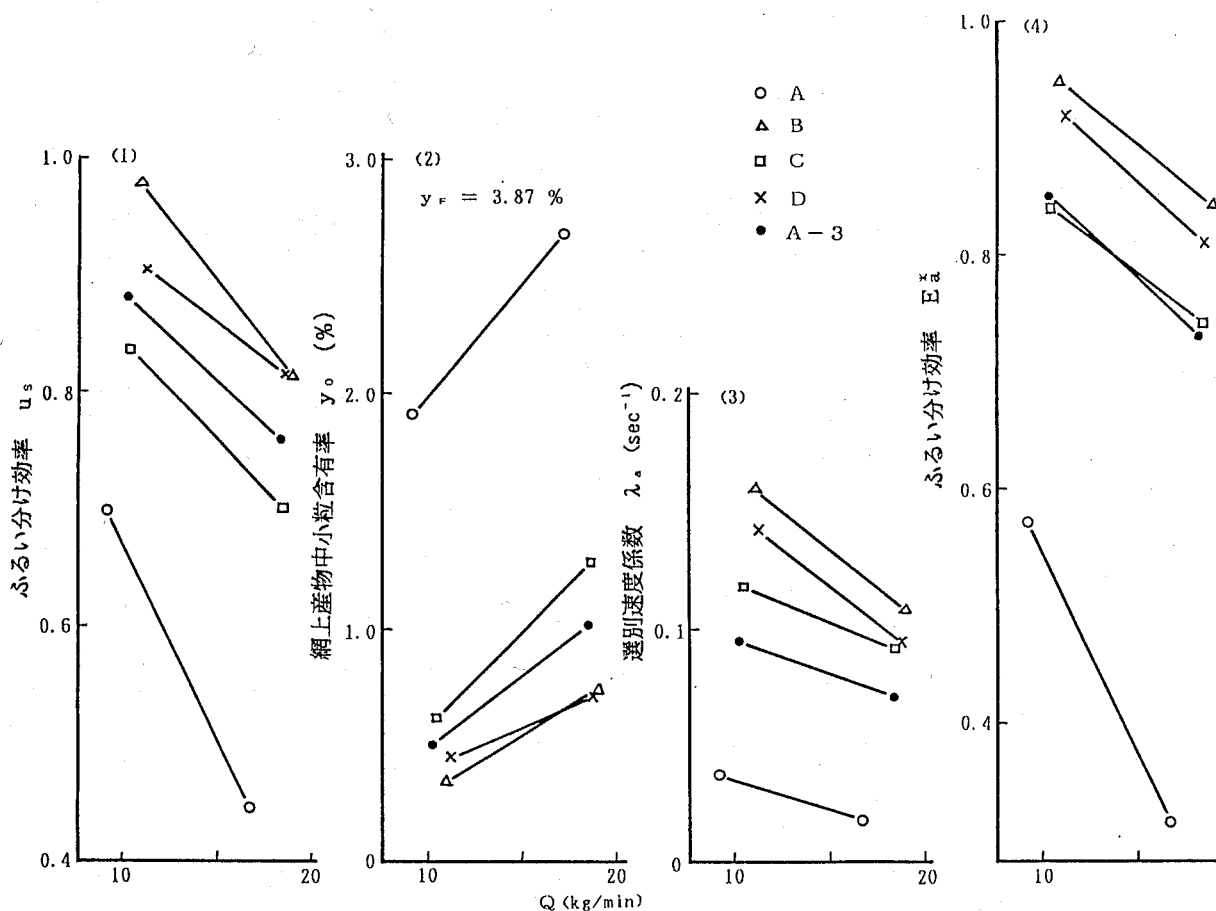 (1)
1.0
0.8
0.6
0.4
10
20
ふるい分け効率 us
(2)
yF = 3.87 %
3.0
2.0
1.0
0
10
20
網上産物中小粒含有率 yo (%)
Q (kg/min)
○ A
△ B
□ C
× D
● A-3
(3)
0.2
0.1
0
10
20
選別速度係数 λa (sec⁻¹)
(4)
1.0
0.8
0.6
0.4
10
ふるい分け効率 E*a